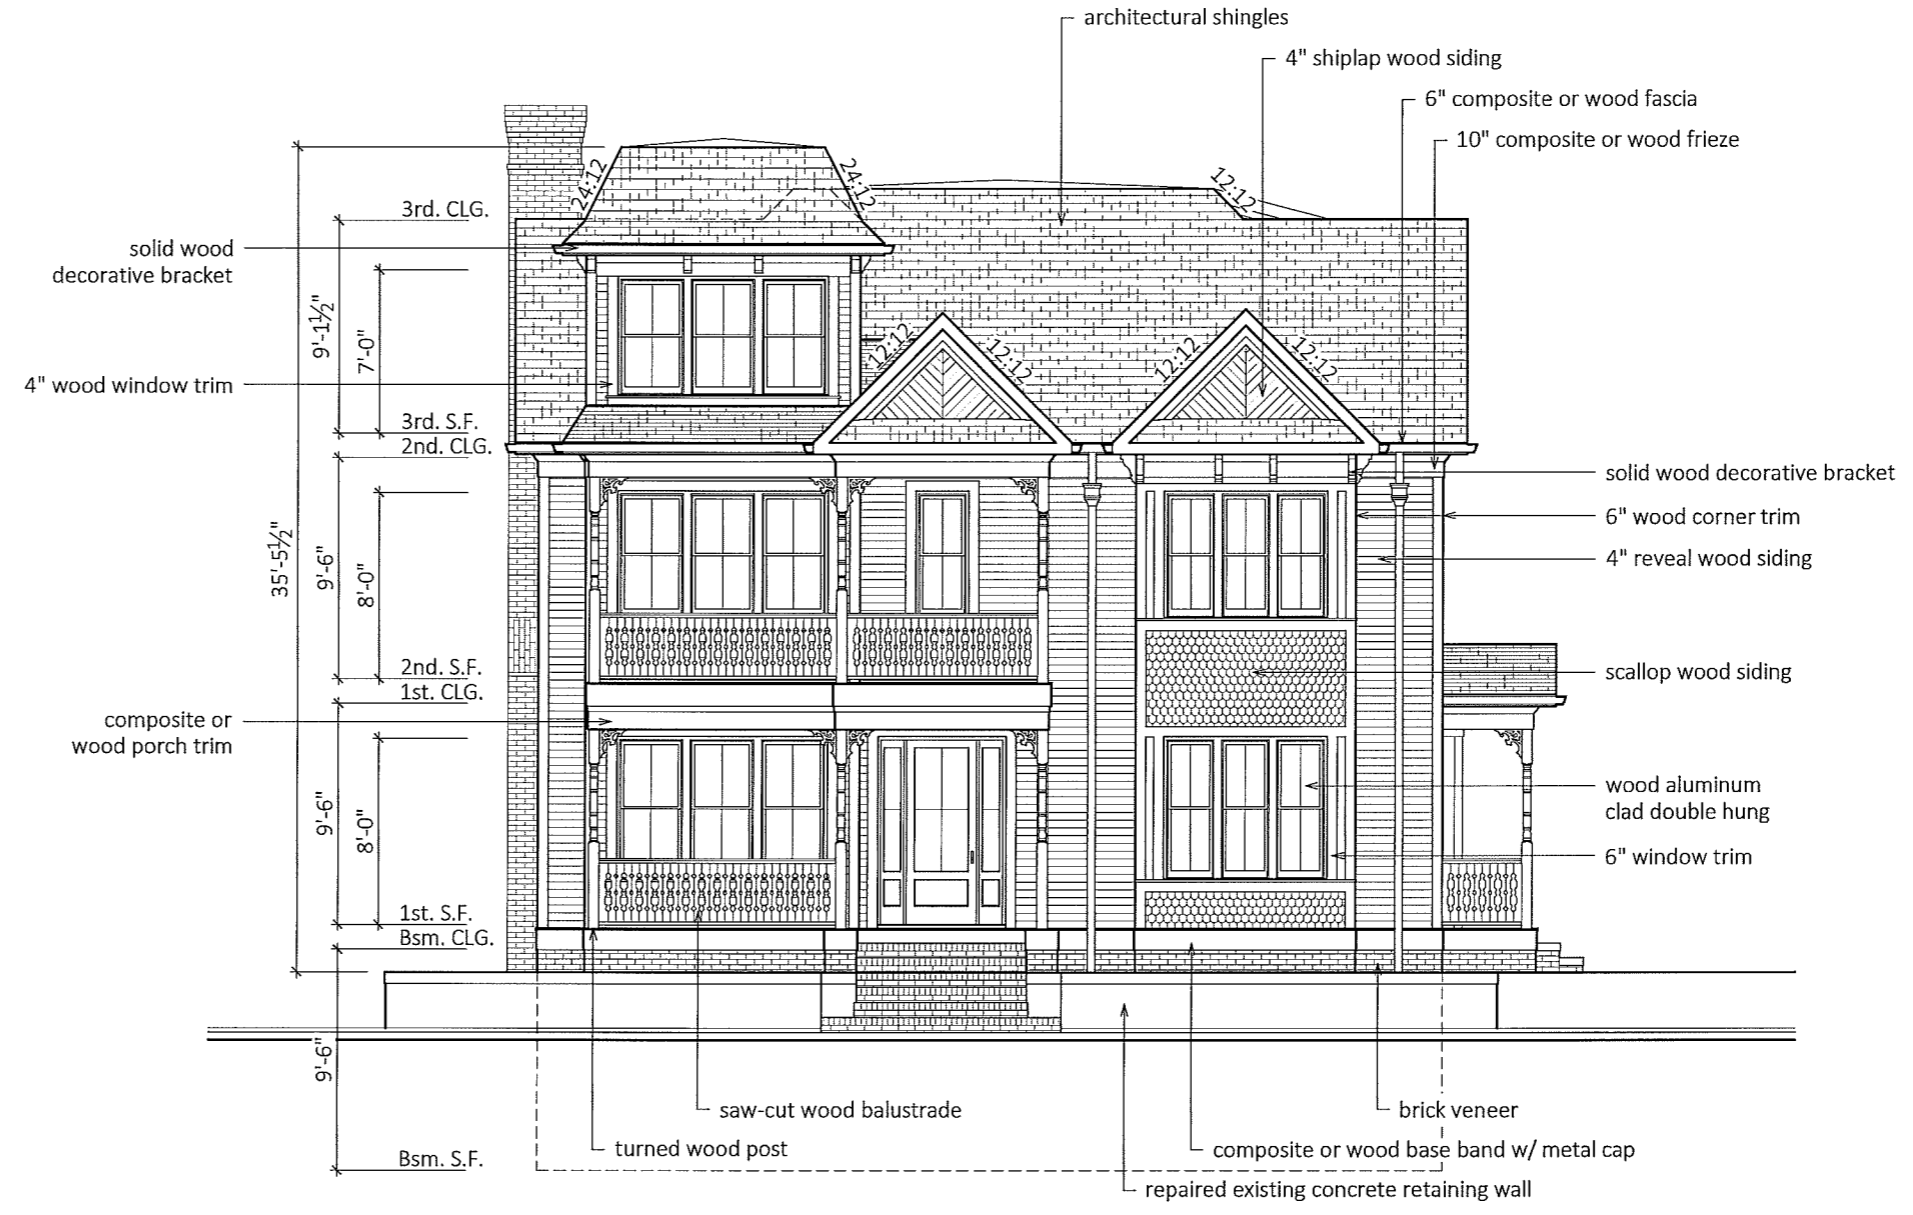 architectural shingles
4" shiplap wood siding
6" composite or wood fascia
10" composite or wood frieze
24:12
24:12
12:12
3rd. CLG.
solid wood
decorative bracket
9'-1½"
7'-0"
12:12
12:12
12:12
12:12
4" wood window trim
3rd. S.F.
2nd. CLG.
solid wood decorative bracket
6" wood corner trim
4" reveal wood siding
35'-5½"
9'-6"
8'-0"
2nd. S.F.
1st. CLG.
scallop wood siding
composite or
wood porch trim
wood aluminum
clad double hung
9'-6"
8'-0"
6" window trim
1st. S.F.
Bsm. CLG.
9'-6"
saw-cut wood balustrade
brick veneer
turned wood post
composite or wood base band w/ metal cap
Bsm. S.F.
repaired existing concrete retaining wall